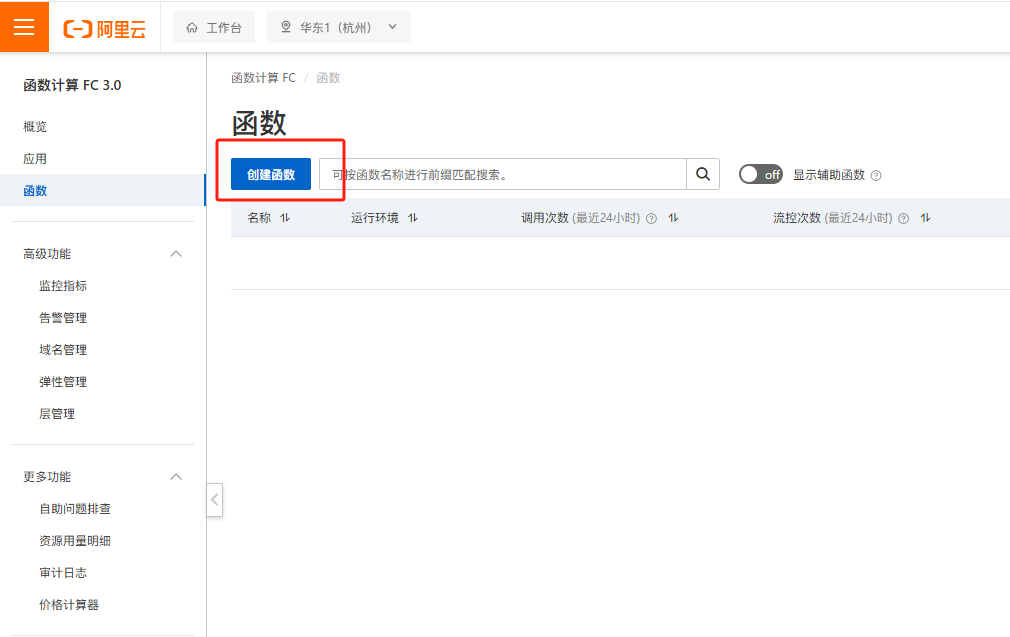 阿里云
工作台
华东1（杭州）
函数计算 FC 3.0
概览
应用
函数
高级功能
监控指标
告警管理
域名管理
弹性管理
层管理
更多功能
自助问题排查
资源用量明细
审计日志
价格计算器
函数计算 FC / 函数
函数
创建函数
可按函数名称进行前缀匹配搜索。
off
显示辅助函数
名称 运行环境 调用次数 (最近24小时) 流控次数 (最近24小时)